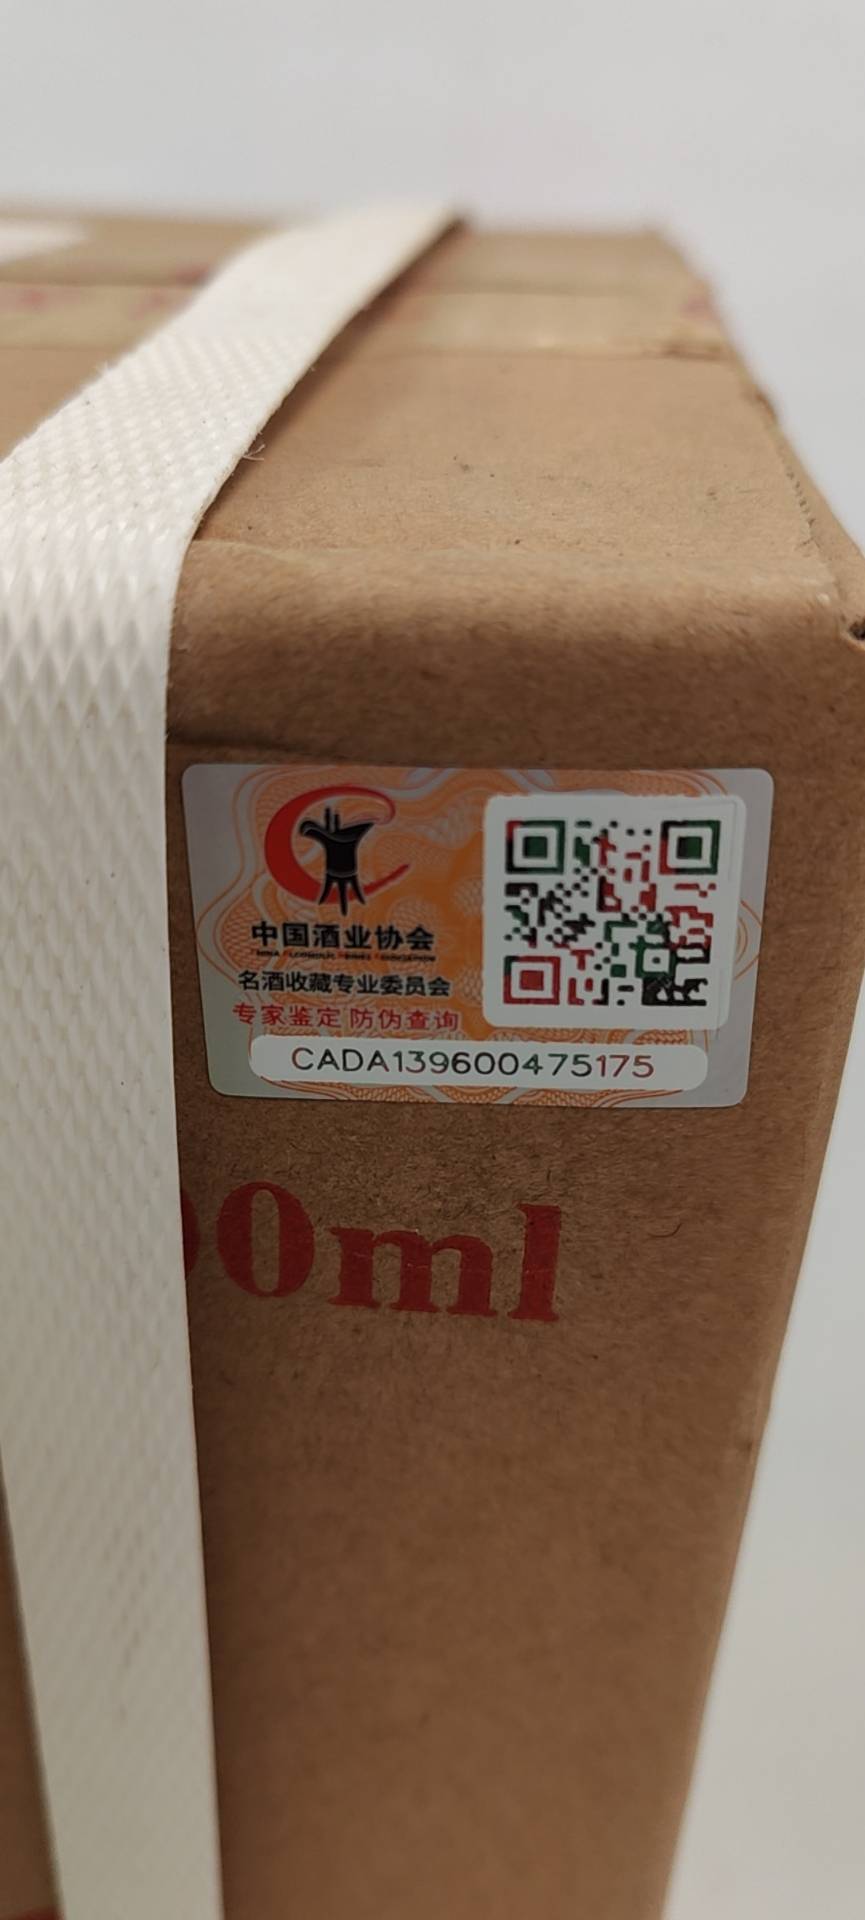 中国酒业协会
名酒收藏专业委员会
专家鉴定 防伪查询
CADA139600475175
00ml